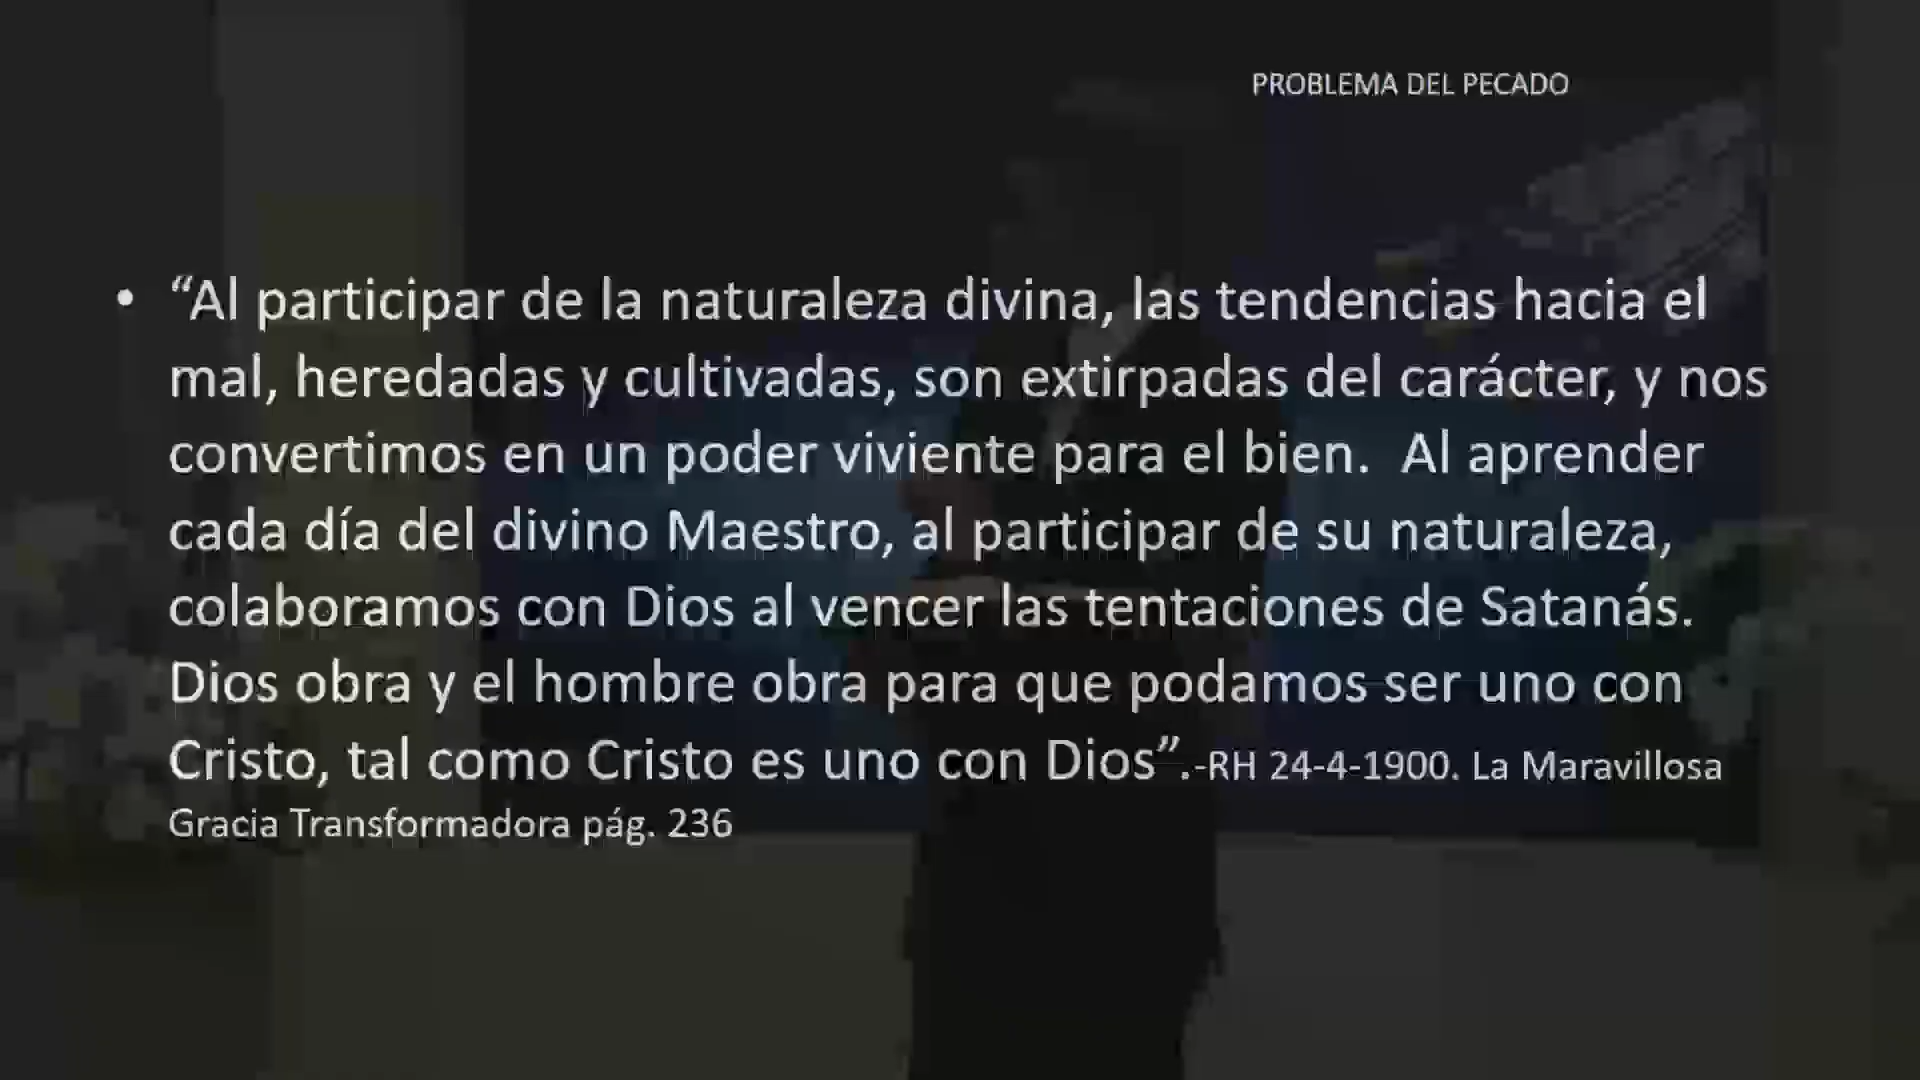 PROBLEMA DEL PECADO
• “Al participar de la naturaleza divina, las tendencias hacia el
mal, heredadas y cultivadas, son extirpadas del carácter, y nos
convertimos en un poder viviente para el bien.  Al aprender
cada día del divino Maestro, al participar de su naturaleza,
colaboramos con Dios al vencer las tentaciones de Satanás.
Dios obra y el hombre obra para que podamos ser uno con
Cristo, tal como Cristo es uno con Dios”.-RH 24-4-1900. La Maravillosa
Gracia Transformadora pág. 236